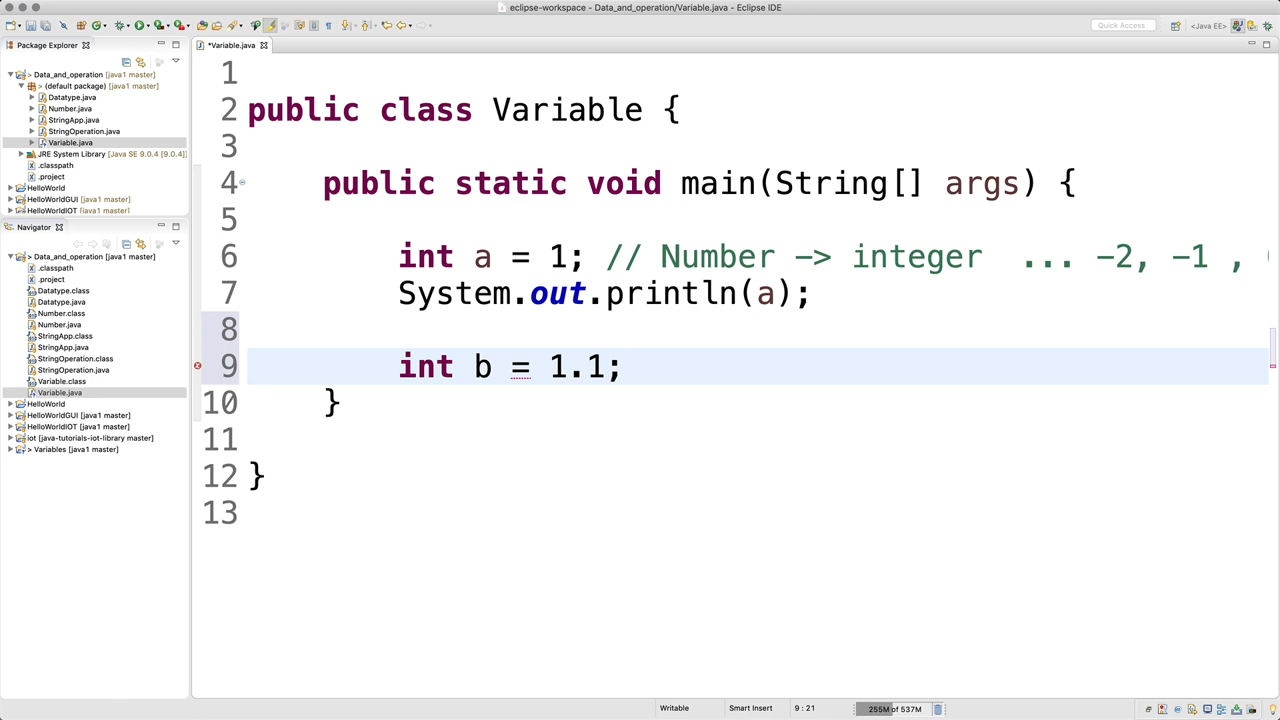 eclipse-workspace - Data_and_operation/Variable.java - Eclipse IDE
Quick Access
<Java EE>
Package Explorer
> Data_and_operation [java1 master]
> (default package) [java1 master]
Datatype.java
Number.java
StringApp.java
StringOperation.java
Variable.java
JRE System Library [Java SE 9.0.4 [9.0.4]]
.classpath
.project
HelloWorld
HelloWorldGUI [java1 master]
HelloWorldIOT [java1 master]
Navigator
> Data_and_operation [java1 master]
.classpath
.project
Datatype.class
Datatype.java
Number.class
Number.java
StringApp.class
StringApp.java
StringOperation.class
StringOperation.java
Variable.class
Variable.java
HelloWorld
HelloWorldGUI [java1 master]
HelloWorldIOT [java1 master]
iot [java-tutorials-iot-library master]
> Variables [java1 master]
*Variable.java
1
2 public class Variable {
3
4 public static void main(String[] args) {
5
6 int a = 1; // Number -> integer ... -2, -1 ,
7 System.out.println(a);
8
9 int b = 1.1;
10 }
11
12 }
13
Writable
Smart Insert
9 : 21
255M of 537M